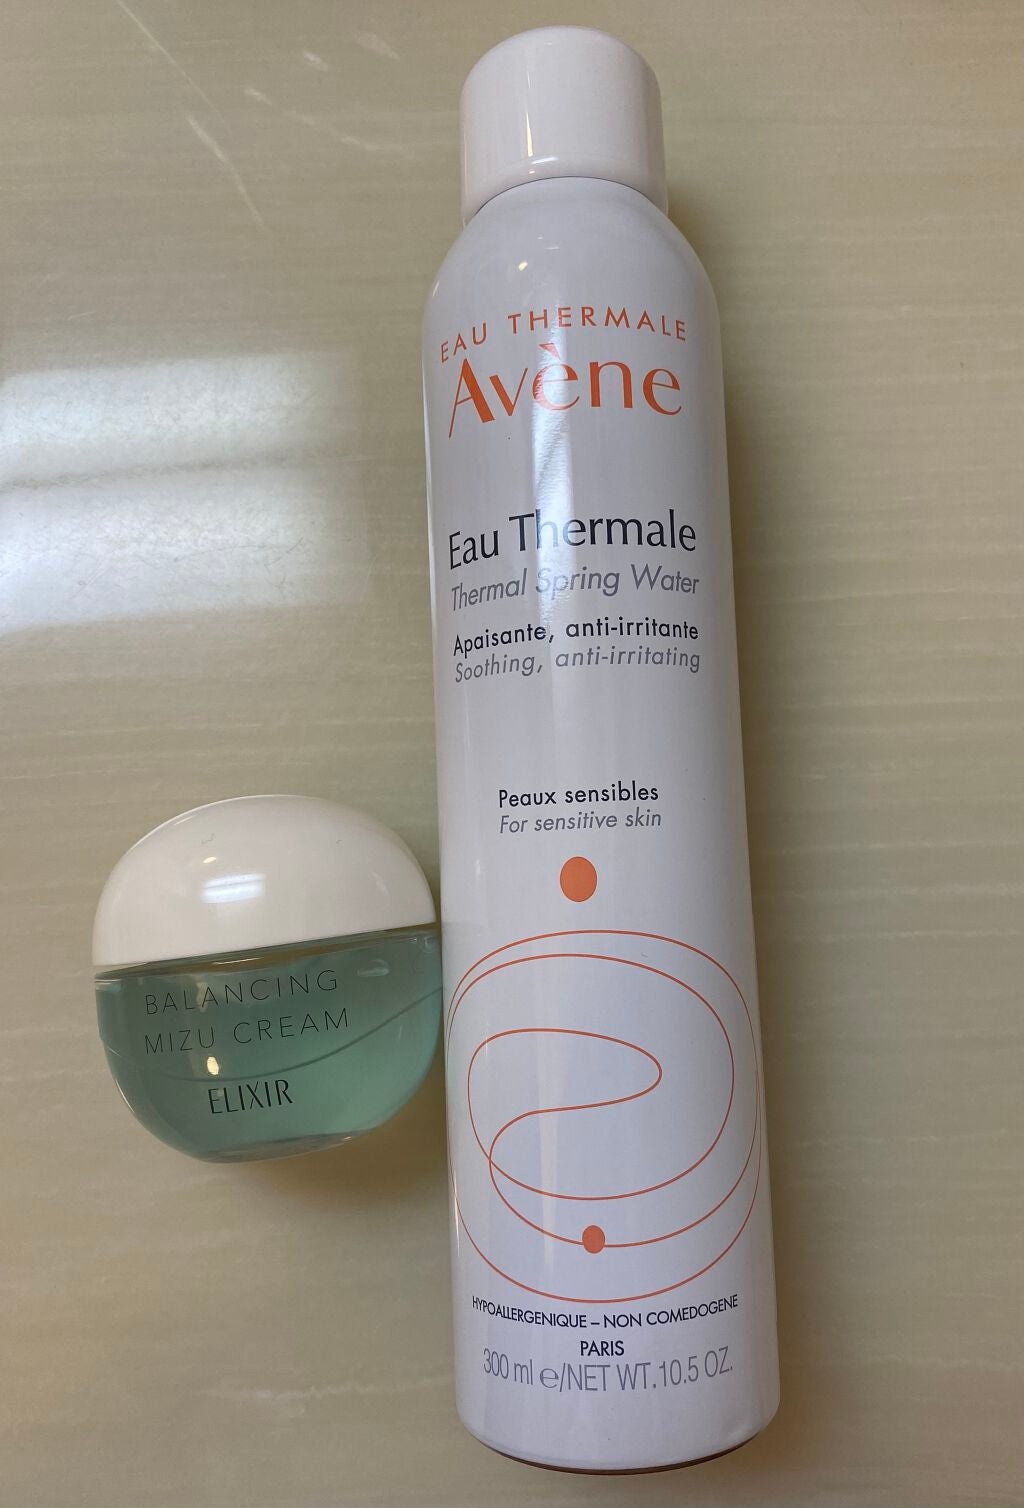 EAU THERMALE
Avène
Eau Thermale
Thermal Spring Water
Apaisante, anti-irritante
Soothing, anti-irritating
Peaux sensibles
For sensitive skin
HYPOALLERGENIQUE – NON COMEDOGENE
PARIS
300 ml e/NET WT.10.5 OZ.
BALANCING
MIZU CREAM
ELIXIR